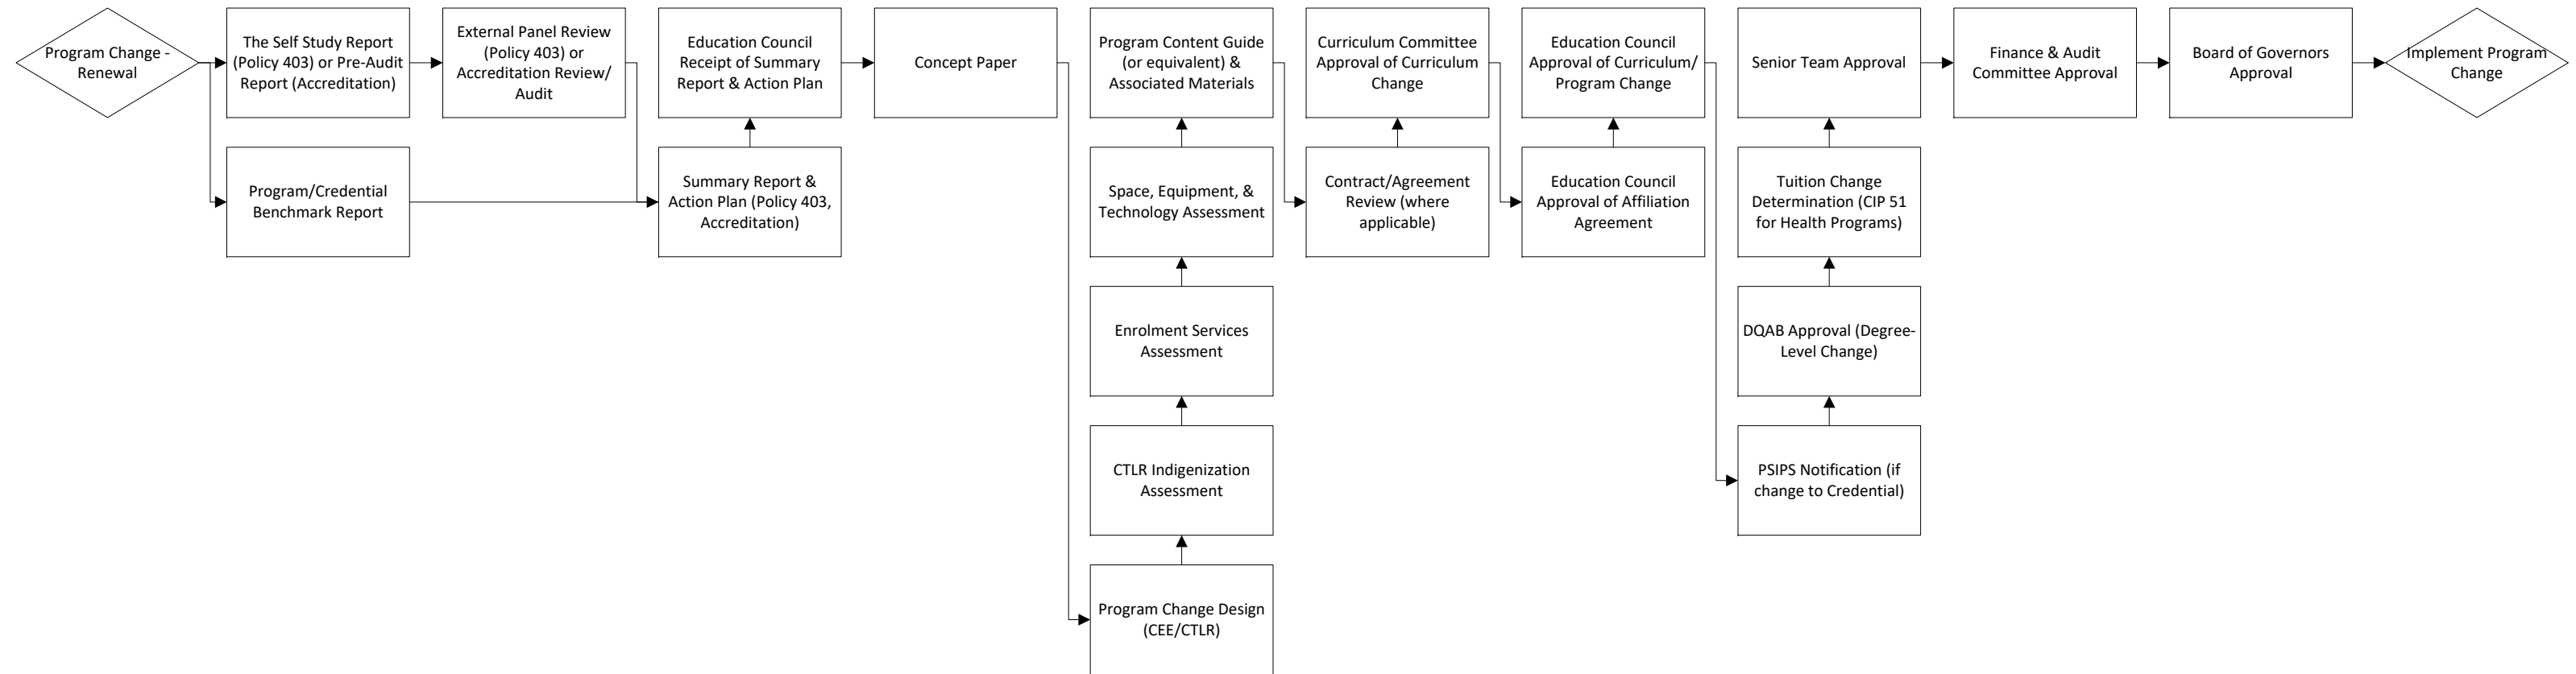 Program Change -
Renewal
The Self Study Report
(Policy 403) or Pre-Audit
Report (Accreditation)
External Panel Review
(Policy 403) or
Accreditation Review/
Audit
Education Council
Receipt of Summary
Report & Action Plan
Concept Paper
Program Content Guide
(or equivalent) &
Associated Materials
Curriculum Committee
Approval of Curriculum
Change
Education Council
Approval of Curriculum/
Program Change
Senior Team Approval
Finance & Audit
Committee Approval
Board of Governors
Approval
Implement Program
Change
Program/Credential
Benchmark Report
Summary Report &
Action Plan (Policy 403,
Accreditation)
Space, Equipment, &
Technology Assessment
Contract/Agreement
Review (where
applicable)
Education Council
Approval of Affiliation
Agreement
Tuition Change
Determination (CIP 51
for Health Programs)
Enrolment Services
Assessment
DQAB Approval (Degree-
Level Change)
CTLR Indigenization
Assessment
PSIPS Notification (if
change to Credential)
Program Change Design
(CEE/CTLR)